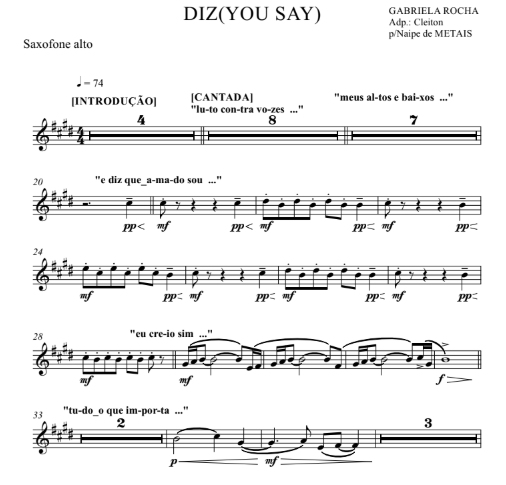 DIZ(YOU SAY)
GABRIELA ROCHA
Adp.: Cleiton
p/Naipe de METAIS
Saxofone alto
♩ = 74
[INTRODUÇÃO]
[CANTADA]
"lu-to con-tra vo-zes ..."
"meus al-tos e bai-xos ..."
4
8
7
20
"e diz que_a-ma-do sou ..."
pp mf pp mf pp mf pp
24
mf pp mf pp mf pp
28
"eu cre-io sim ..."
mf mf f
33
"tu-do_o que im-por-ta ..."
2
3
p mf